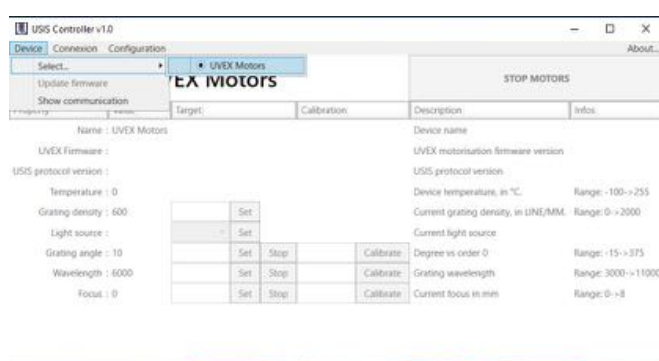 USIS Controller v1.0
Device Connexion Configuration About...
Select... UVEX Motors
Update firmware
Show communication
EX Motors STOP MOTORS
Target Calibration Description Infos
Name : UVEX Motors Device name
UVEX Firmware : UVEX motorisation firmware version
USIS protocol version : USIS protocol version
Temperature : 0 Device temperature, in °C. Range: -100->255
Grating density : 600 Set Current grating density, in LINE/MM. Range: 0->2000
Light source : Set Current light source
Grating angle : 10 Set Stop Calibrate Degree vs order 0 Range: -15->375
Wavelength : 6000 Set Stop Calibrate Grating wavelength Range: 3000->11000
Focus : 0 Set Stop Calibrate Current focus in mm Range: 0->8